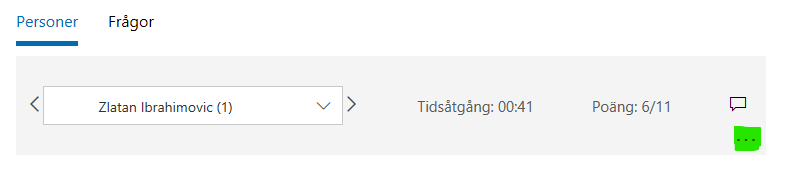 Personer Frågor
Zlatan Ibrahimovic (1) Tidsåtgång: 00:41 Poäng: 6/11
...